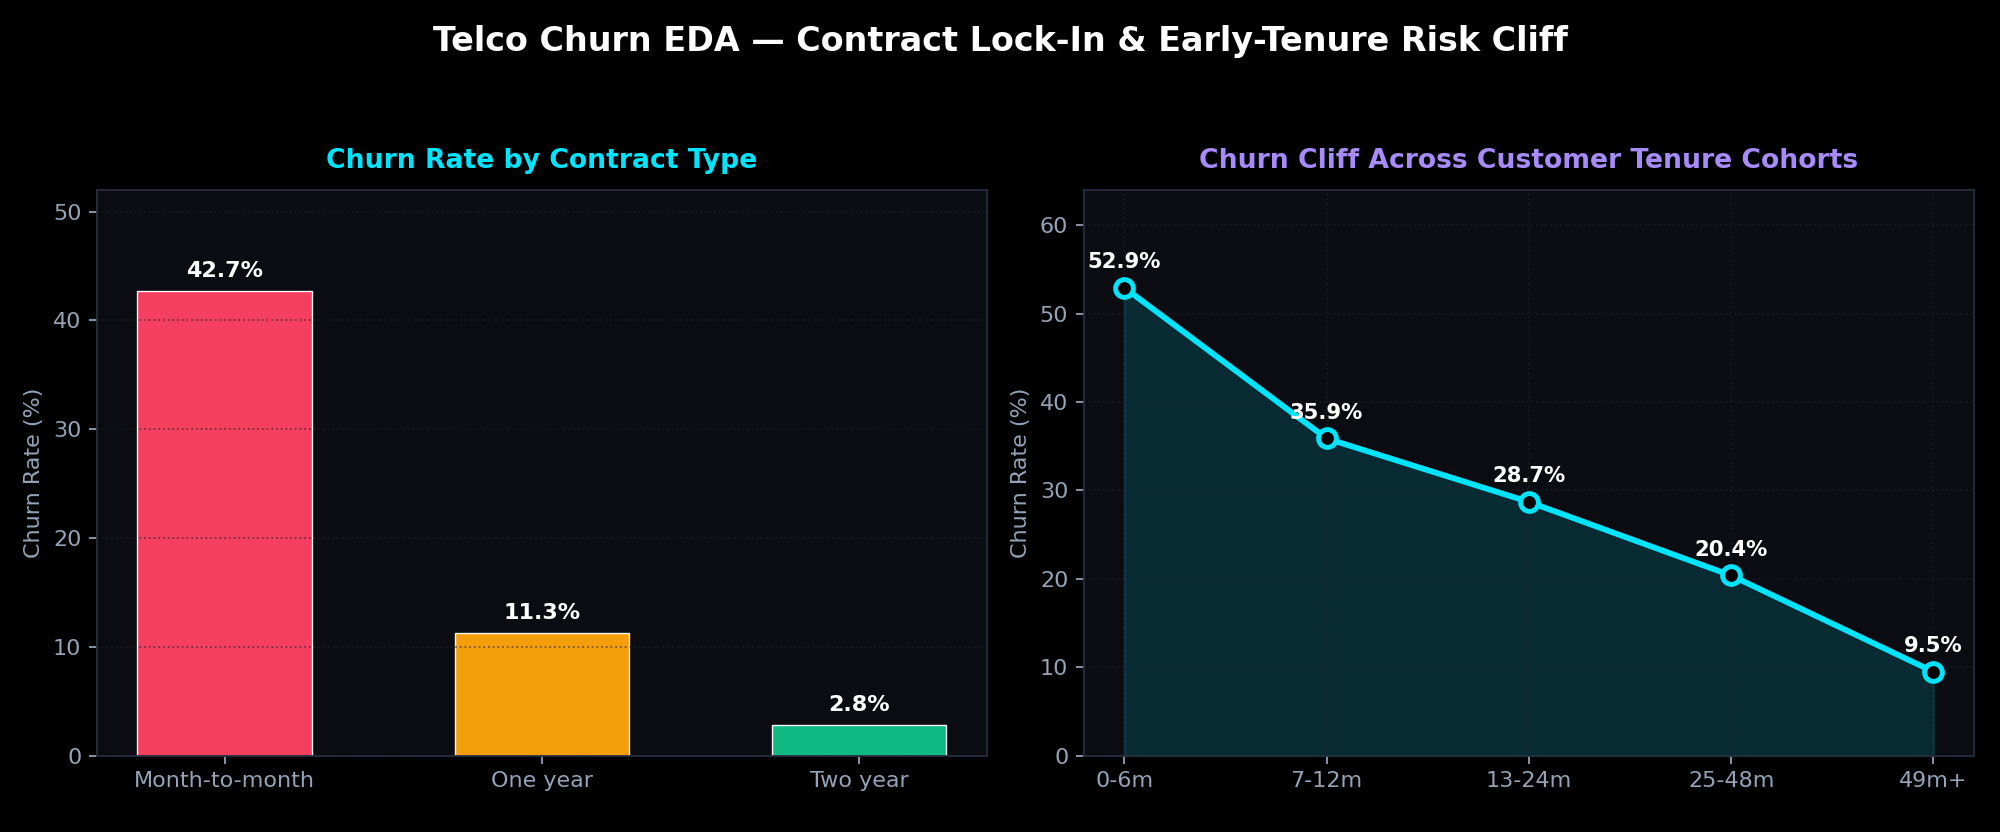 Telco Churn EDA — Contract Lock-In & Early-Tenure Risk Cliff
Churn Rate by Contract Type
Churn Rate (%)
50
40
30
20
10
0
42.7%
11.3%
2.8%
Month-to-month
One year
Two year
Churn Cliff Across Customer Tenure Cohorts
Churn Rate (%)
60
50
40
30
20
10
0
52.9%
35.9%
28.7%
20.4%
9.5%
0-6m
7-12m
13-24m
25-48m
49m+